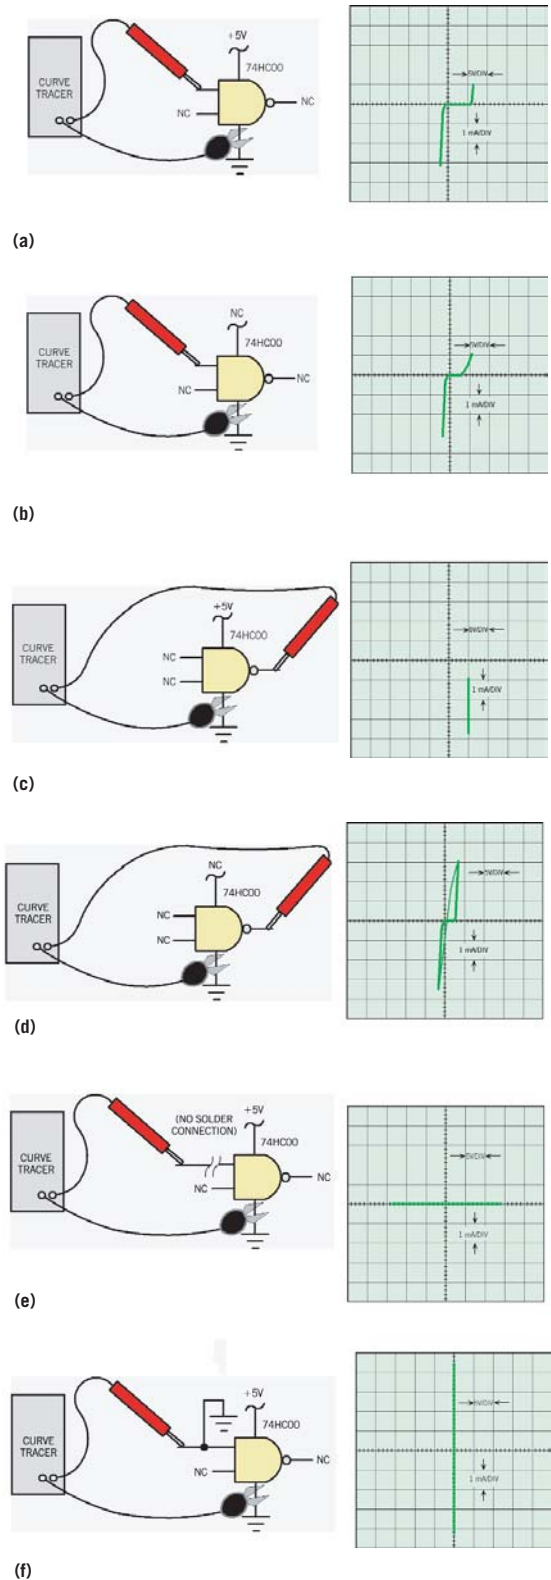 +5V
74HC00
CURVE
TRACER
NC
NC
5V/DIV
1 mA/DIV
(a)
NC
74HC00
CURVE
TRACER
NC
NC
5V/DIV
1 mA/DIV
(b)
+5V
74HC00
CURVE
TRACER
NC
NC
5V/DIV
1 mA/DIV
(c)
NC
74HC00
CURVE
TRACER
NC
NC
5V/DIV
1 mA/DIV
(d)
+5V
(NO SOLDER
CONNECTION)
74HC00
CURVE
TRACER
NC
NC
5V/DIV
1 mA/DIV
(e)
+5V
74HC00
CURVE
TRACER
NC
NC
5V/DIV
1 mA/DIV
(f)